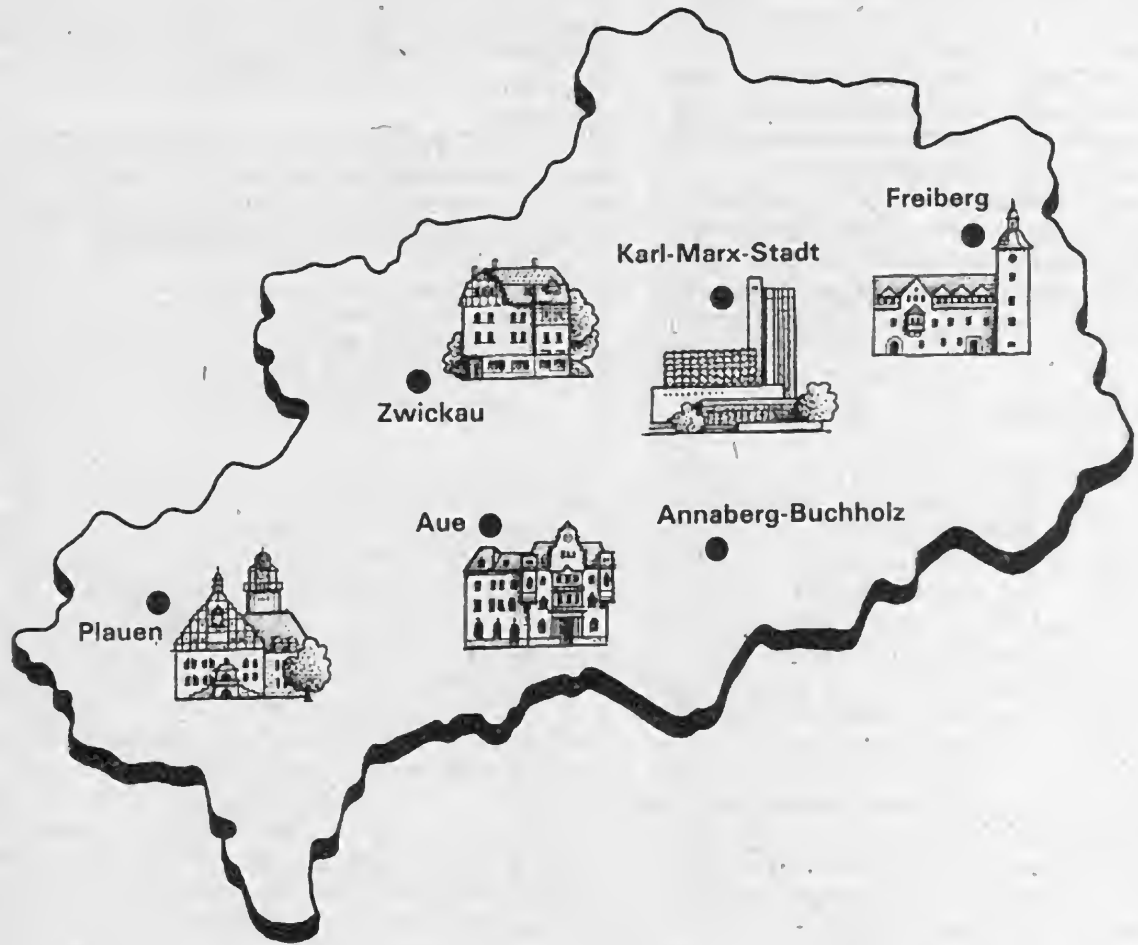 Freiberg
Karl-Marx-Stadt
Zwickau
Aue
Annaberg-Buchholz
Plauen